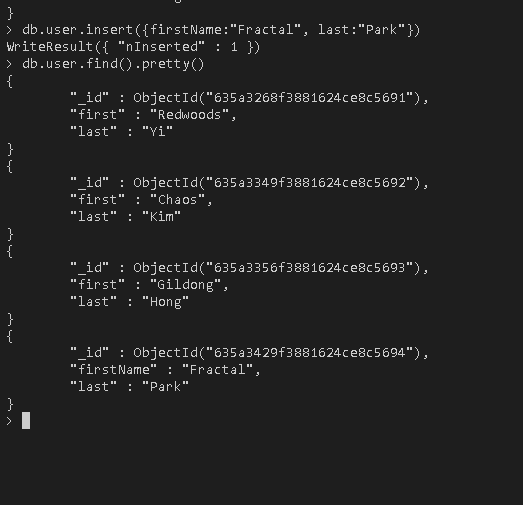 }
> db.user.insert({firstName:"Fractal", last:"Park"})
WriteResult({ "nInserted" : 1 })
> db.user.find().pretty()
{
        "_id" : ObjectId("635a3268f3881624ce8c5691"),
        "first" : "Redwoods",
        "last" : "Yi"
}
{
        "_id" : ObjectId("635a3349f3881624ce8c5692"),
        "first" : "Chaos",
        "last" : "Kim"
}
{
        "_id" : ObjectId("635a3356f3881624ce8c5693"),
        "first" : "Gildong",
        "last" : "Hong"
}
{
        "_id" : ObjectId("635a3429f3881624ce8c5694"),
        "firstName" : "Fractal",
        "last" : "Park"
}
>